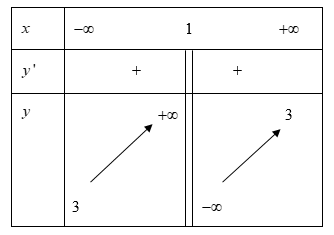 x −∞ 1 +∞
y' + +
y +∞ 3
3 −∞